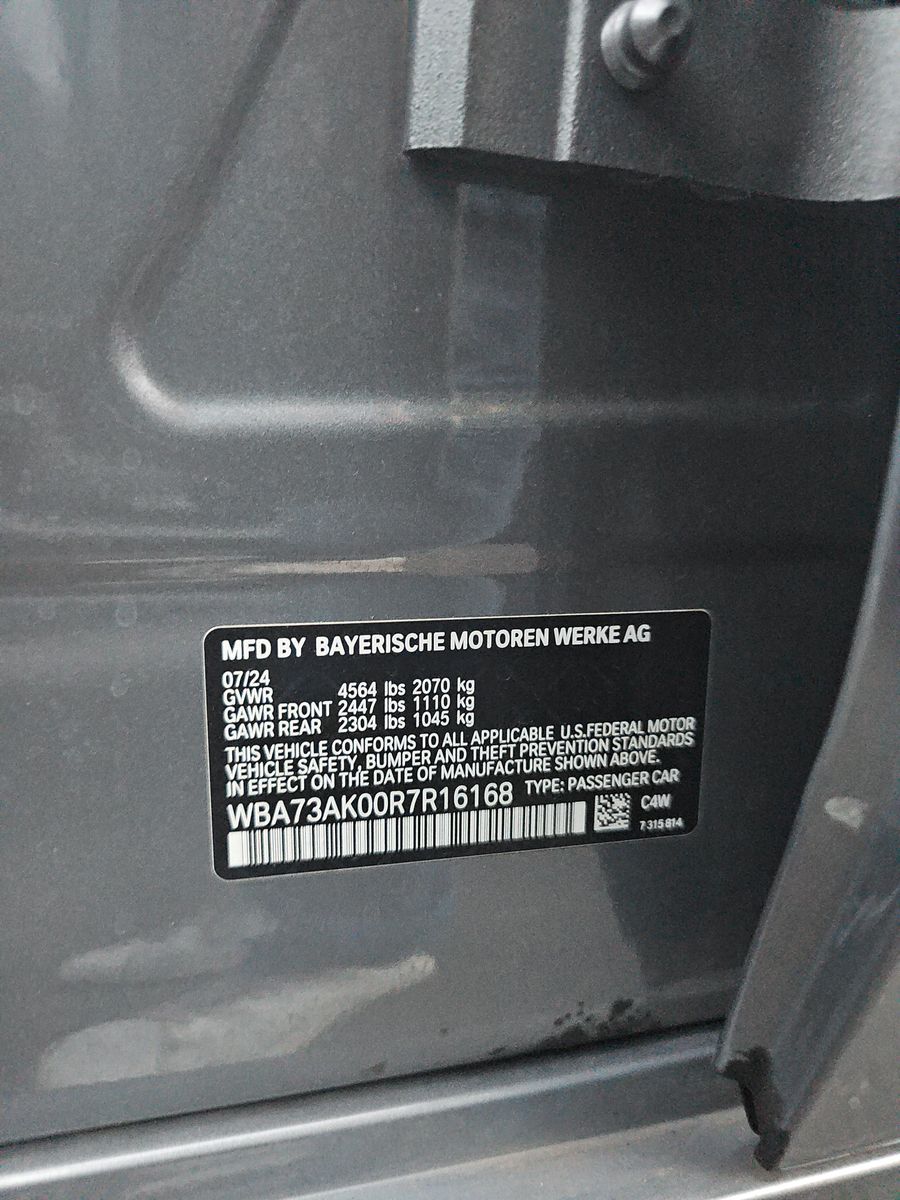 MFD BY BAYERISCHE MOTOREN WERKE AG
07/24
GVWR 4564 lbs 2070 kg
GAWR FRONT 2447 lbs 1110 kg
GAWR REAR 2304 lbs 1045 kg
THIS VEHICLE CONFORMS TO ALL APPLICABLE U.S.FEDERAL MOTOR
VEHICLE SAFETY, BUMPER AND THEFT PREVENTION STANDARDS
IN EFFECT ON THE DATE OF MANUFACTURE SHOWN ABOVE.
WBA73AK00R7R16168 TYPE: PASSENGER CAR
C4W
7 315 814